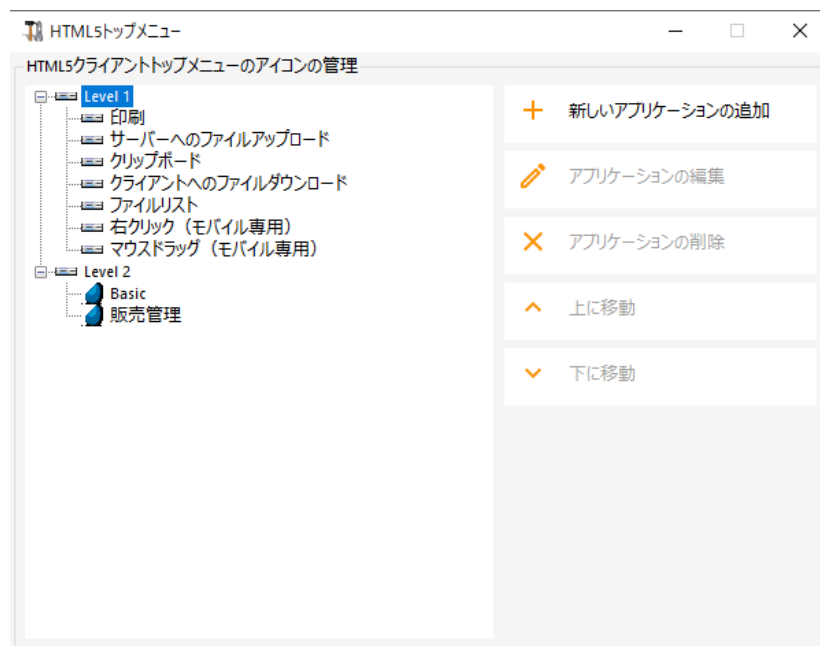 HTML5トップメニュー
HTML5クライアントトップメニューのアイコンの管理
Level 1
印刷
サーバーへのファイルアップロード
クリップボード
クライアントへのファイルダウンロード
ファイルリスト
右クリック（モバイル専用）
マウスドラッグ（モバイル専用）
Level 2
Basic
販売管理
新しいアプリケーションの追加
アプリケーションの編集
アプリケーションの削除
上に移動
下に移動